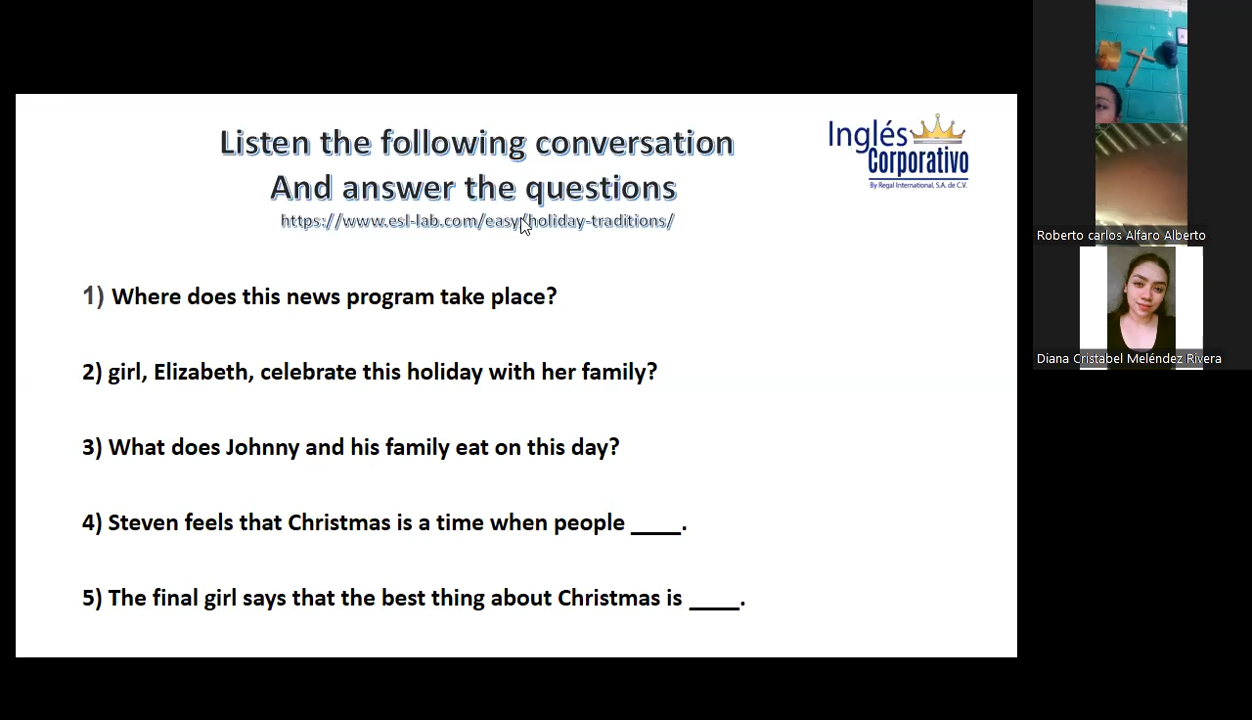 Listen the following conversation
And answer the questions
https://www.esl-lab.com/easy/holiday-traditions/
Inglés
Corporativo
By Regal International, S.A. de C.V.
1) Where does this news program take place?
2) girl, Elizabeth, celebrate this holiday with her family?
3) What does Johnny and his family eat on this day?
4) Steven feels that Christmas is a time when people ____.
5) The final girl says that the best thing about Christmas is ____.
Roberto carlos Alfaro Alberto
Diana Cristabel Meléndez Rivera